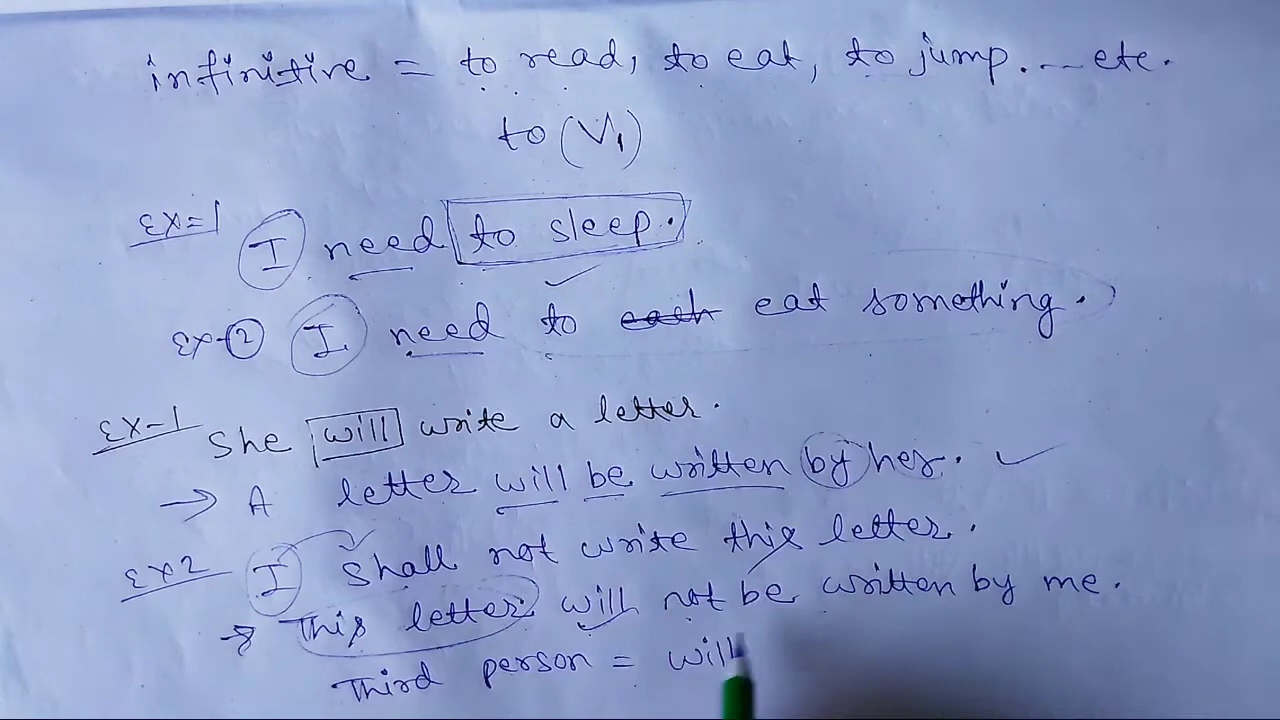 infinitive = to read, to eat, to jump. ... etc.
to (V1)
Ex=1 I need to sleep.
Ex-2 I need to each eat something.
Ex-1 She will write a letter.
→ A letter will be written by her. ✓
Ex2 I shall not write this letter.
→ This letter will not be written by me.
Third person = will